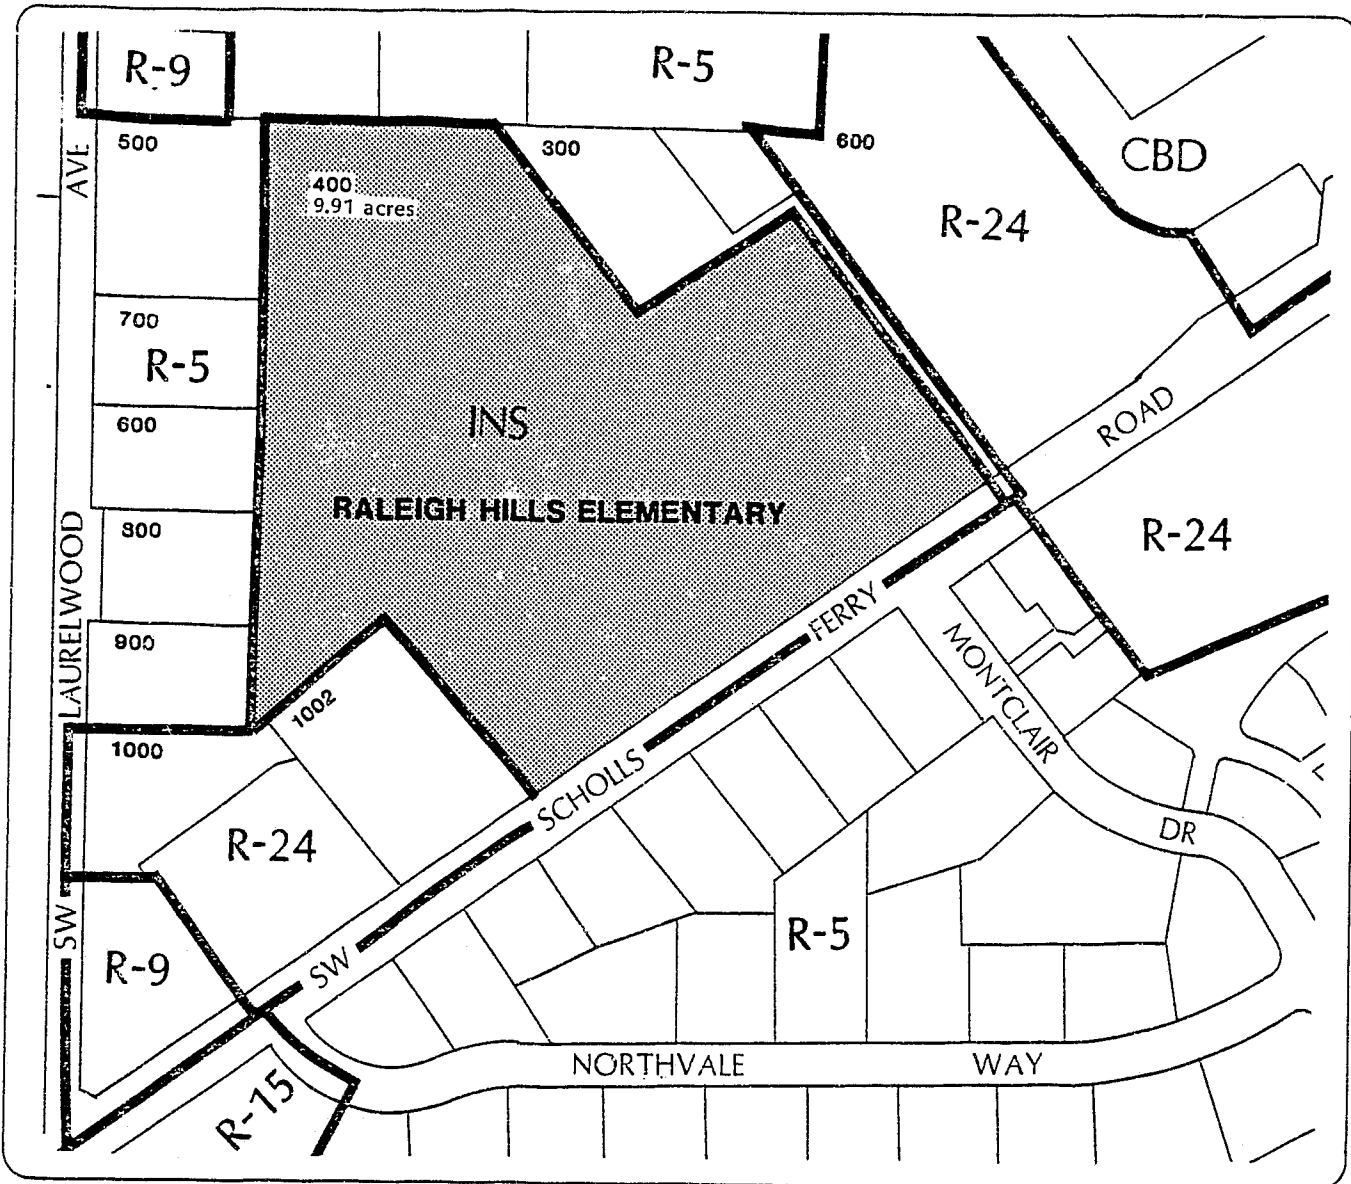 R-9
R-5
500
300
600
CBD
AVE
400
9.91 acres
R-24
700
R-5
600
INS
ROAD
RALEIGH HILLS ELEMENTARY
800
R-24
LAURELWOOD
900
FERRY
MONTCLAIR
1002
1000
SCHOLLS
R-24
DR
SW
R-5
R-9
SW
NORTHVALE WAY
R-15